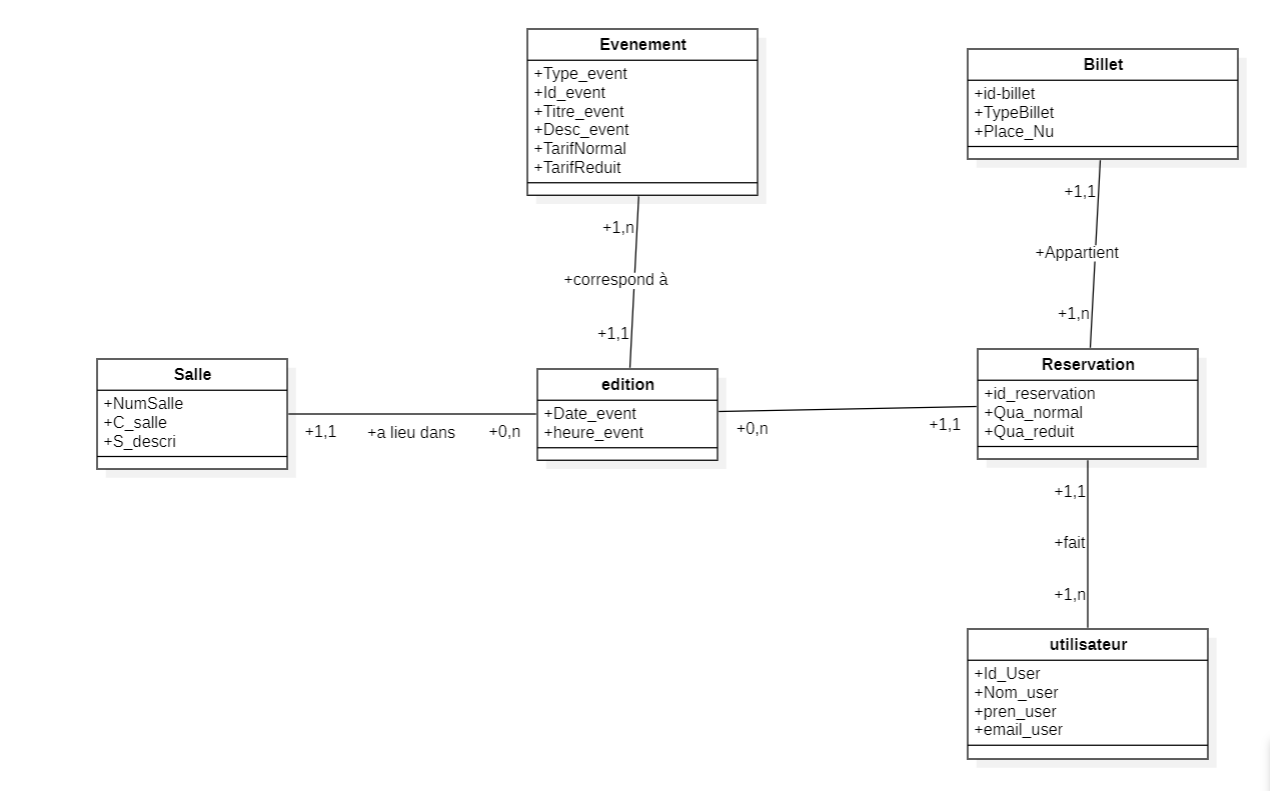 Evenement
+Type_event
+Id_event
+Titre_event
+Desc_event
+TarifNormal
+TarifReduit
Billet
+id-billet
+TypeBillet
+Place_Nu
+1,n
+correspond à
+1,1
+1,1
+Appartient
+1,n
Salle
+NumSalle
+C_salle
+S_descri
+1,1
+a lieu dans
+0,n
edition
+Date_event
+heure_event
+0,n
+1,1
Reservation
+id_reservation
+Qua_normal
+Qua_reduit
+1,1
+fait
+1,n
utilisateur
+Id_User
+Nom_user
+pren_user
+email_user